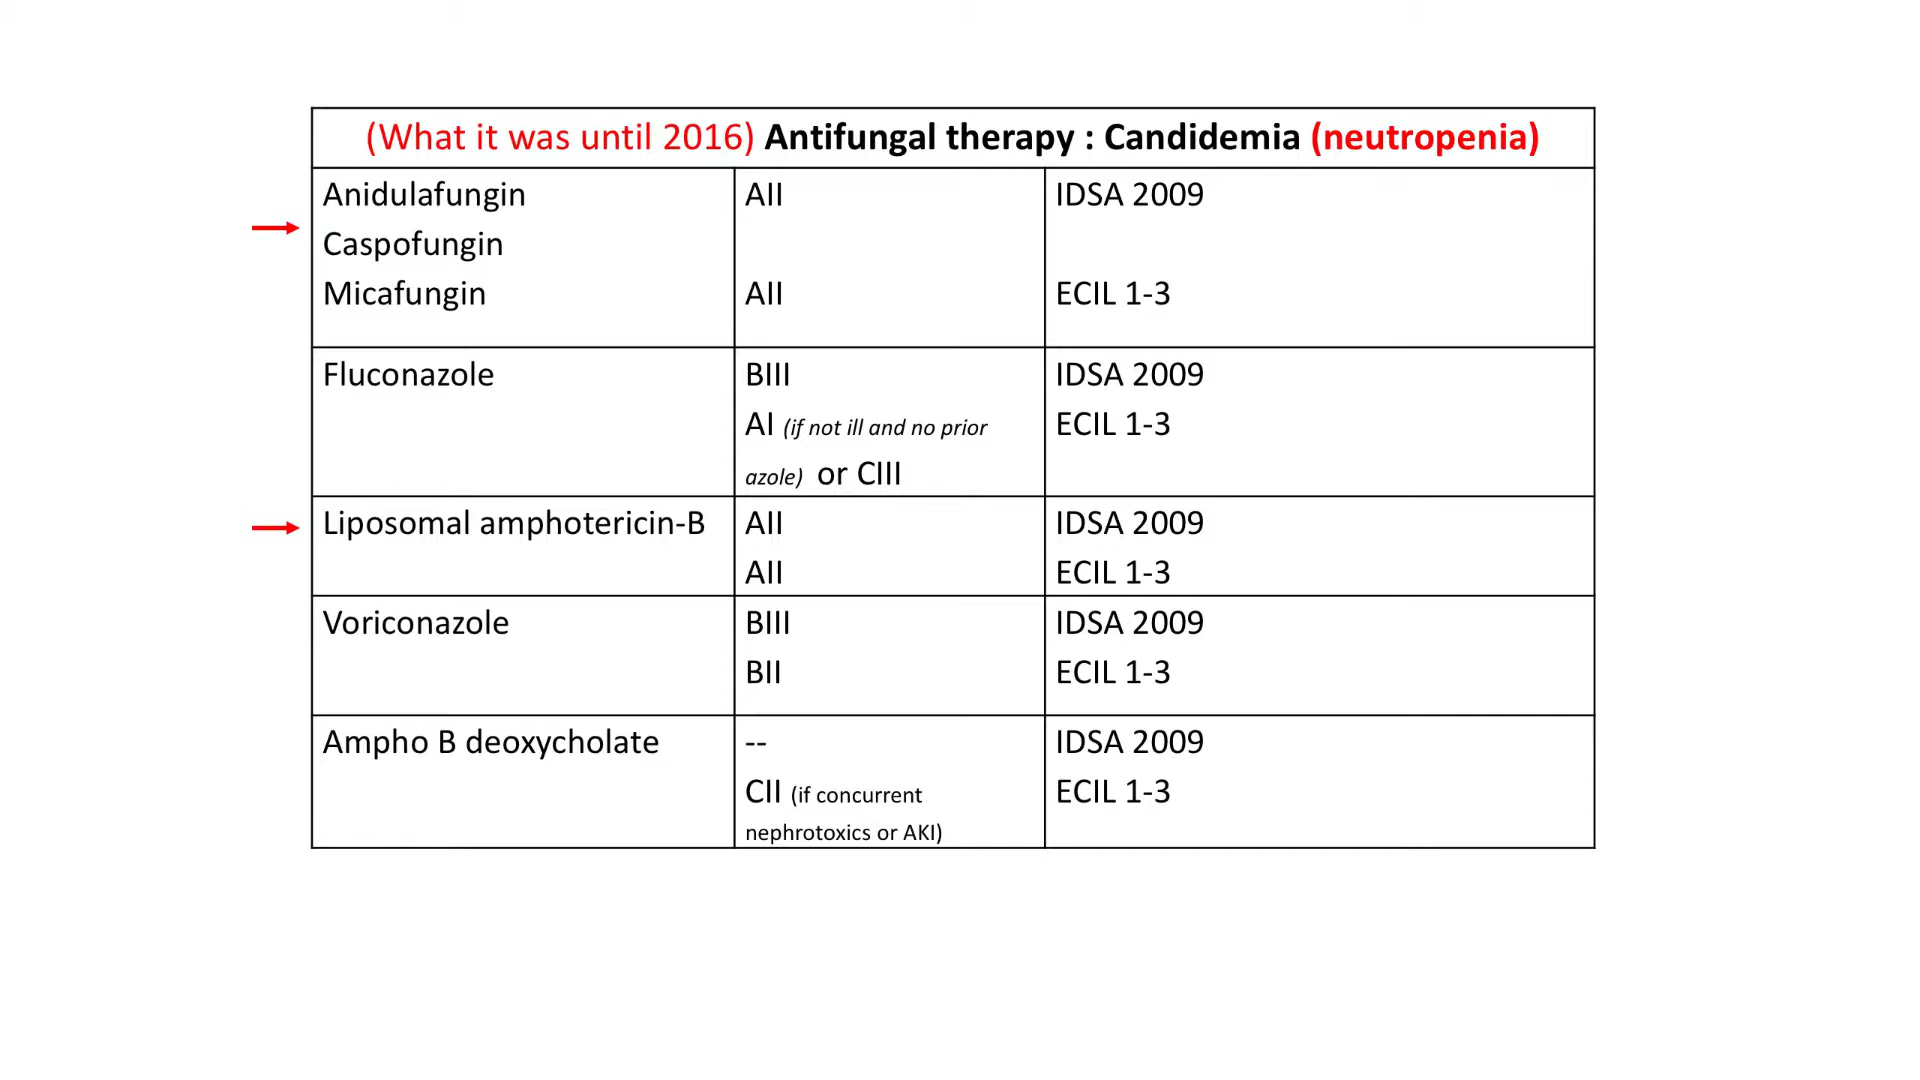 (What it was until 2016) Antifungal therapy : Candidemia (neutropenia)
Anidulafungin
Caspofungin
Micafungin
AII
AII
IDSA 2009
ECIL 1-3
Fluconazole
BIII
AI (if not ill and no prior
azole) or CIII
IDSA 2009
ECIL 1-3
Liposomal amphotericin-B
AII
AII
IDSA 2009
ECIL 1-3
Voriconazole
BIII
BII
IDSA 2009
ECIL 1-3
Ampho B deoxycholate
--
CII (if concurrent
nephrotoxics or AKI)
IDSA 2009
ECIL 1-3